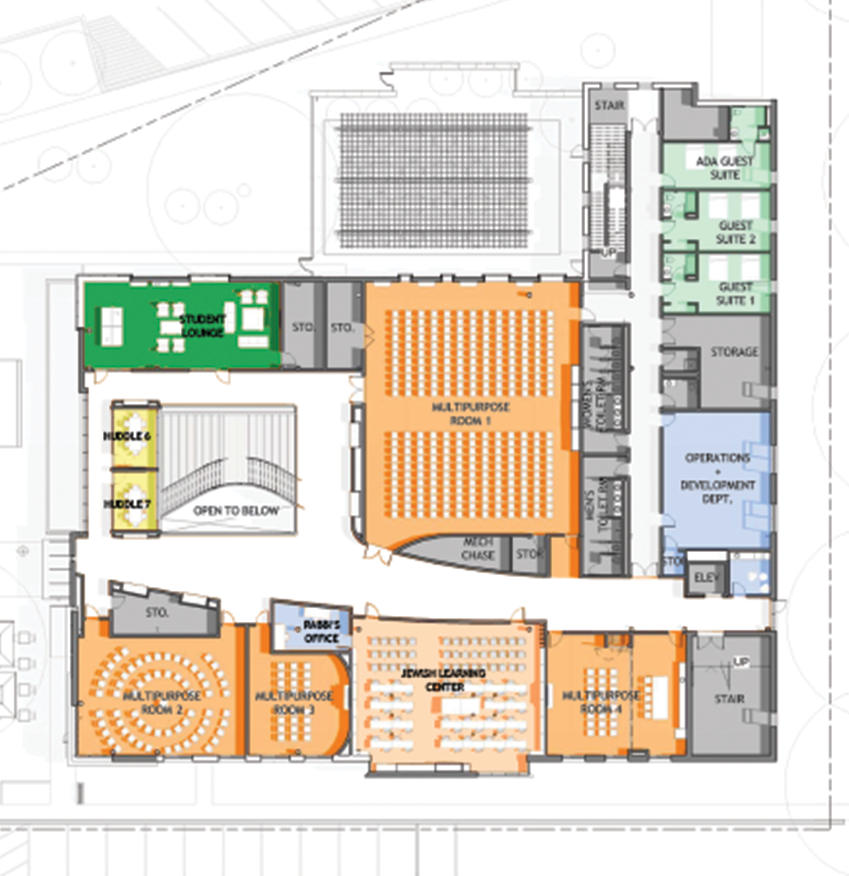 STAIR
ADA GUEST
SUITE
GUEST
SUITE 2
UP
GUEST
SUITE 1
STUDENT
LOUNGE
STO.
STO.
STORAGE
MULTIPURPOSE
ROOM 1
WOMEN'S
TOILET RM
HUDDLE 6
HUDDLE 7
OPEN TO BELOW
OPERATIONS
+
DEVELOPMENT
DEPT.
MEN'S
TOILET RM
MECH
CHASE
STOR
STO
ELEV
STO.
RABBI'S
OFFICE
MULTIPURPOSE
ROOM 2
MULTIPURPOSE
ROOM 3
JEWISH LEARNING
CENTER
MULTIPURPOSE
ROOM 4
UP
STAIR